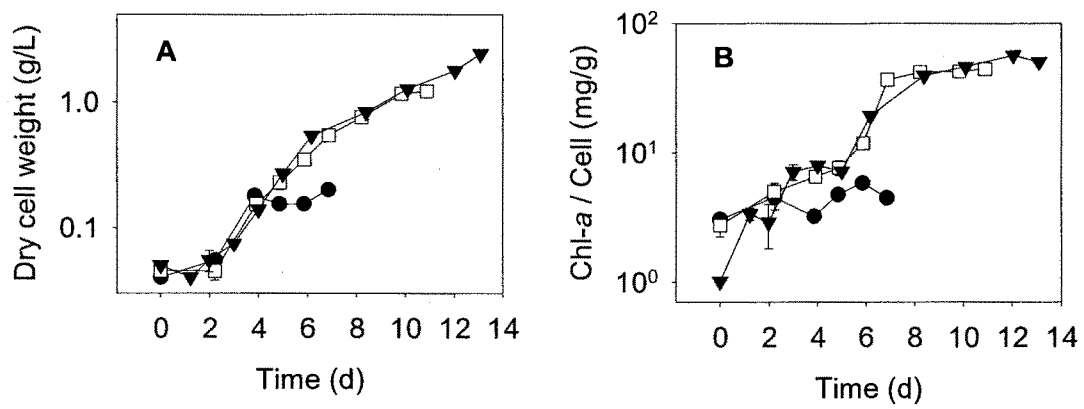 A
Dry cell weight (g/L)
1.0
0.1
0 2 4 6 8 10 12 14
Time (d)
B
Chl-a / Cell (mg/g)
10²
10¹
10⁰
0 2 4 6 8 10 12 14
Time (d)